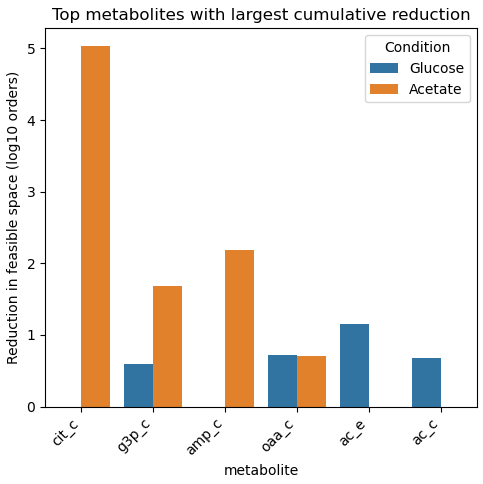 Top metabolites with largest cumulative reduction
Condition
Glucose
Acetate
Reduction in feasible space (log10 orders)
5
4
3
2
1
0
cit_c
g3p_c
amp_c
oaa_c
ac_e
ac_c
metabolite